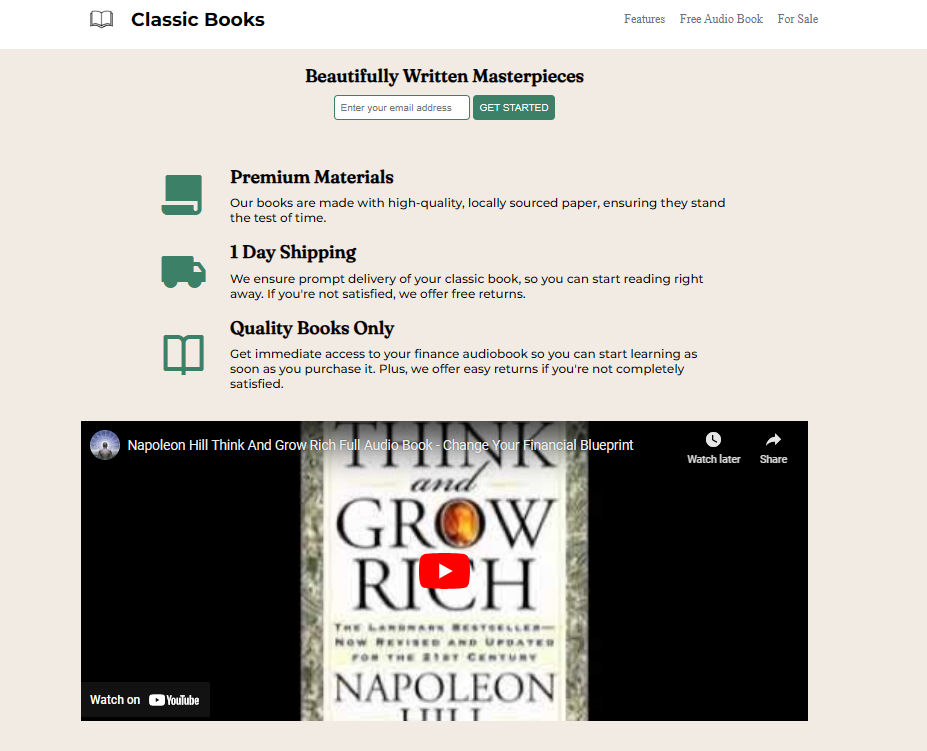 Classic Books
Features Free Audio Book For Sale
Beautifully Written Masterpieces
Enter your email address GET STARTED
Premium Materials
Our books are made with high-quality, locally sourced paper, ensuring they stand
the test of time.
1 Day Shipping
We ensure prompt delivery of your classic book, so you can start reading right
away. If you're not satisfied, we offer free returns.
Quality Books Only
Get immediate access to your finance audiobook so you can start learning as
soon as you purchase it. Plus, we offer easy returns if you're not completely
satisfied.
Napoleon Hill Think And Grow Rich Full Audio Book - Change Your Financial Blueprint
Watch later Share
THINK
and
GROW
RICH
THE LANDMARK BESTSELLER—
NOW REVISED AND UPDATED
FOR THE 21ST CENTURY
NAPOLEON
HILL
Watch on YouTube